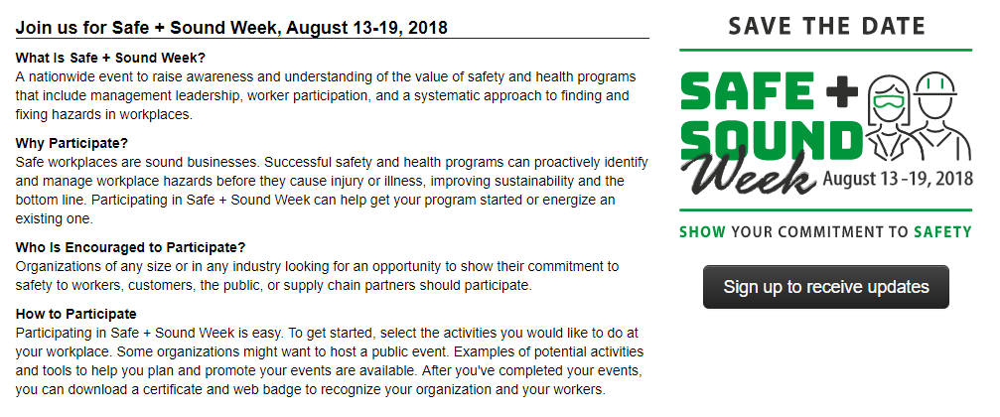 Join us for Safe + Sound Week, August 13-19, 2018
What Is Safe + Sound Week?
A nationwide event to raise awareness and understanding of the value of safety and health programs
that include management leadership, worker participation, and a systematic approach to finding and
fixing hazards in workplaces.
Why Participate?
Safe workplaces are sound businesses. Successful safety and health programs can proactively identify
and manage workplace hazards before they cause injury or illness, improving sustainability and the
bottom line. Participating in Safe + Sound Week can help get your program started or energize an
existing one.
Who Is Encouraged to Participate?
Organizations of any size or in any industry looking for an opportunity to show their commitment to
safety to workers, customers, the public, or supply chain partners should participate.
How to Participate
Participating in Safe + Sound Week is easy. To get started, select the activities you would like to do at
your workplace. Some organizations might want to host a public event. Examples of potential activities
and tools to help you plan and promote your events are available. After you've completed your events,
you can download a certificate and web badge to recognize your organization and your workers.
SAVE THE DATE
SAFE +
SOUND
Week August 13-19, 2018
SHOW YOUR COMMITMENT TO SAFETY
Sign up to receive updates